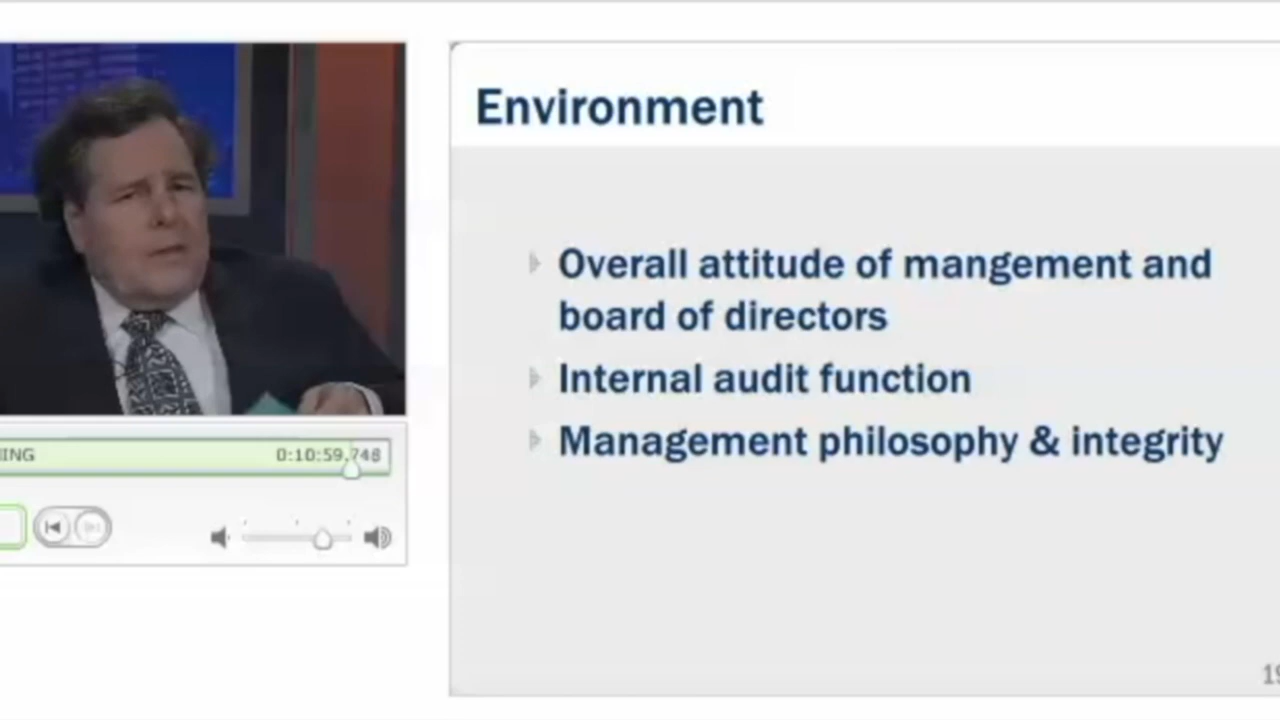 Environment
Overall attitude of mangement and
board of directors
Internal audit function
Management philosophy & integrity
ING
0:10:59.748
19